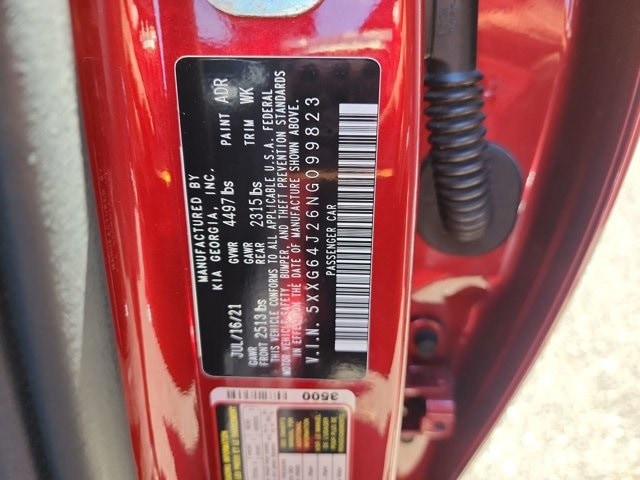 MANUFACTURED BY
KIA GEORGIA, INC.
JUL/16/21 GVWR 4497 lbs PAINT ADR
GAWR FRONT 2513 lbs GAWR REAR 2315 lbs TRIM WK
THIS VEHICLE CONFORMS TO ALL APPLICABLE U.S.A. FEDERAL
MOTOR VEHICLE SAFETY, BUMPER, AND THEFT PREVENTION STANDARDS
IN EFFECT ON THE DATE OF MANUFACTURE SHOWN ABOVE.
V.I.N. 5XXG64J26NG099823
PASSENGER CAR
3500